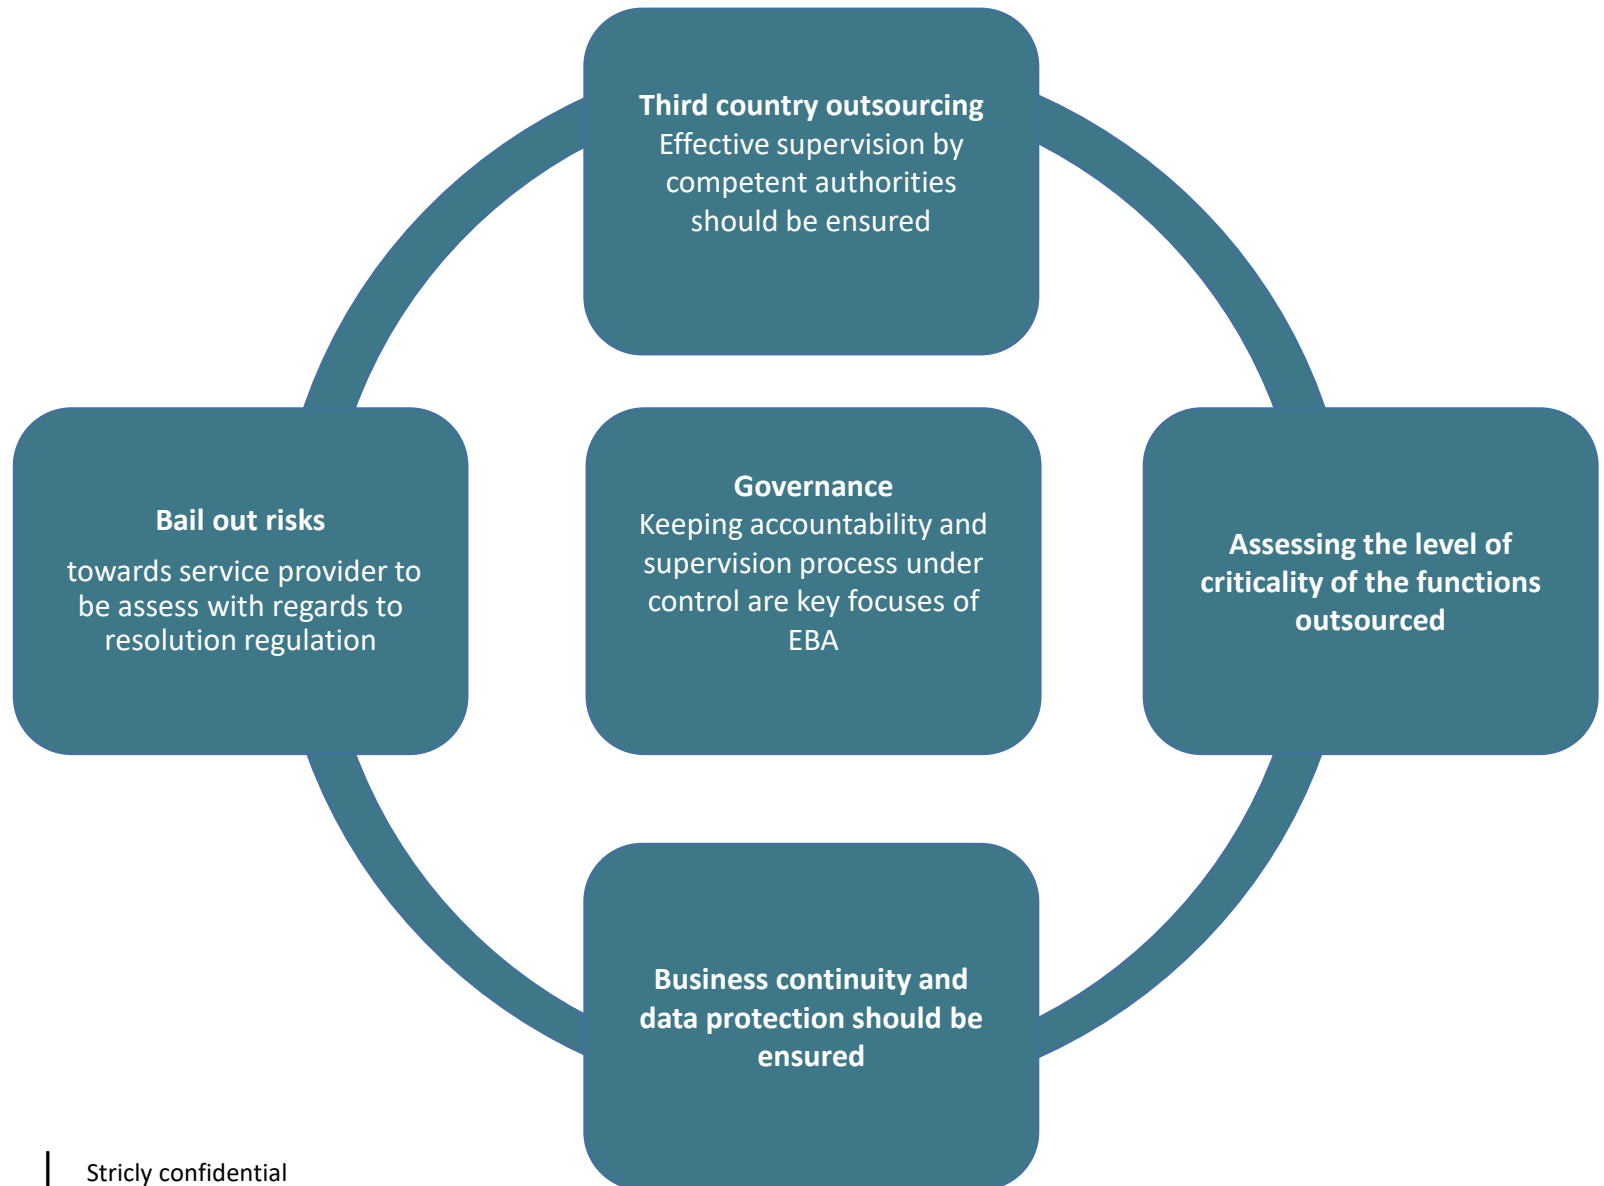 Third country outsourcing
Effective supervision by
competent authorities
should be ensured
Bail out risks
towards service provider to
be assess with regards to
resolution regulation
Governance
Keeping accountability and
supervision process under
control are key focuses of
EBA
Assessing the level of
criticality of the functions
outsourced
Business continuity and
data protection should be
ensured
Stricly confidential